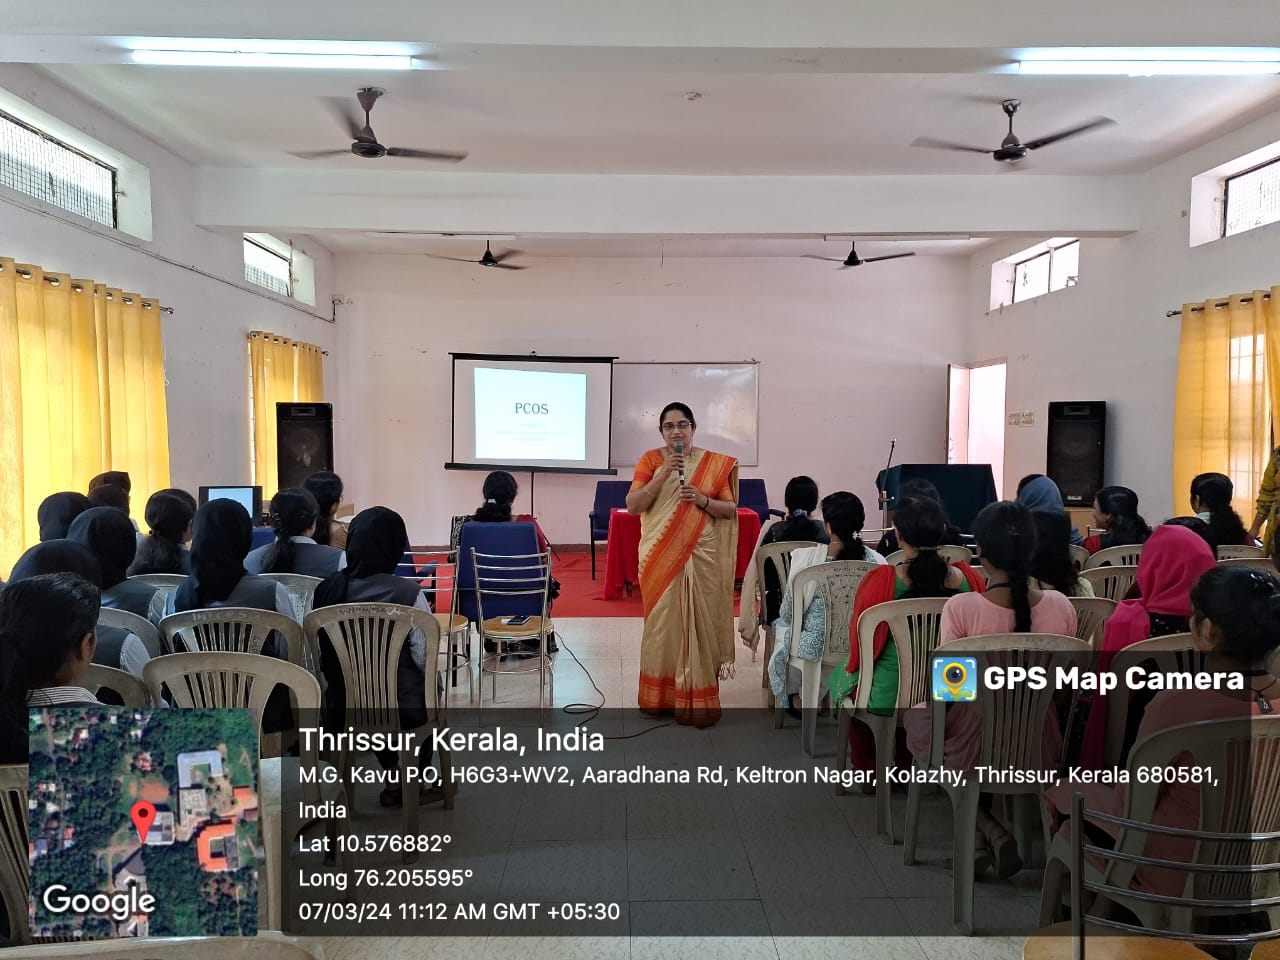 PCOS
GPS Map Camera
Thrissur, Kerala, India
M.G. Kavu P.O, H6G3+WV2, Aaradhana Rd, Keltron Nagar, Kolazhy, Thrissur, Kerala 680581,
India
Lat 10.576882°
Long 76.205595°
07/03/24 11:12 AM GMT +05:30
Google